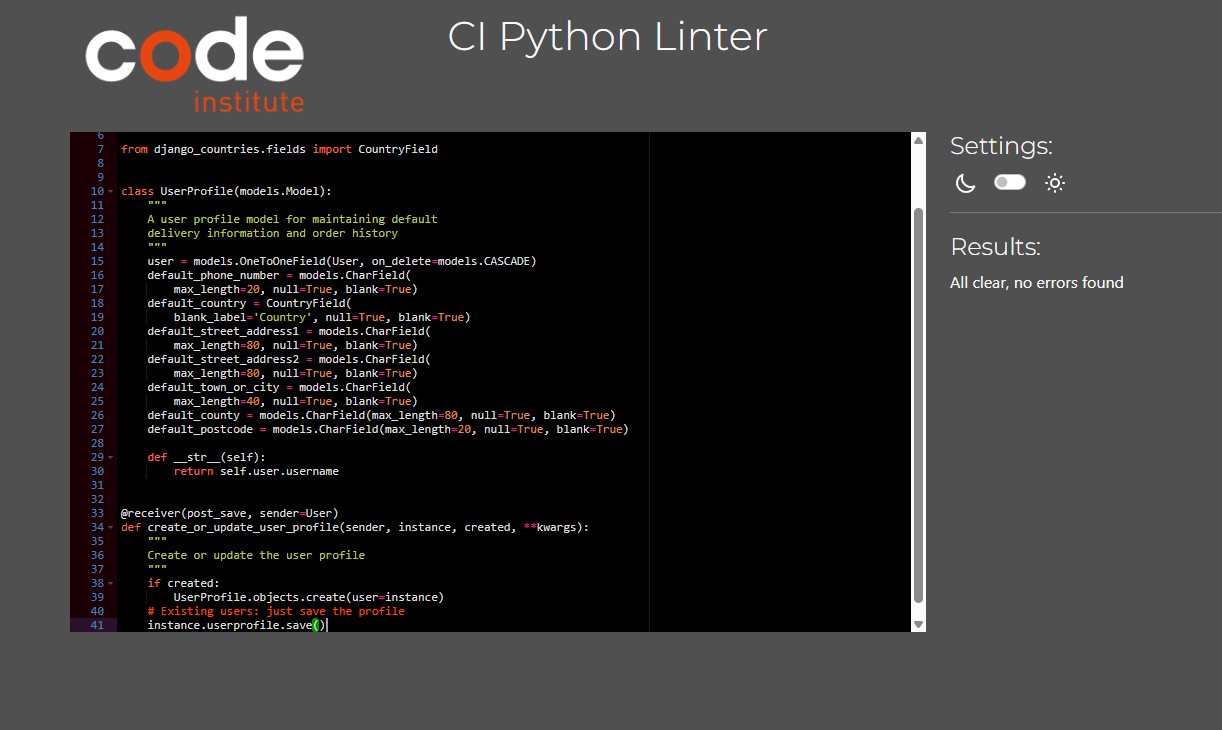 code
institute
CI Python Linter
6
7 from django_countries.fields import CountryField
8
9
10 class UserProfile(models.Model):
11     """
12     A user profile model for maintaining default
13     delivery information and order history
14     """
15     user = models.OneToOneField(User, on_delete=models.CASCADE)
16     default_phone_number = models.CharField(
17         max_length=20, null=True, blank=True)
18     default_country = CountryField(
19         blank_label='Country', null=True, blank=True)
20     default_street_address1 = models.CharField(
21         max_length=80, null=True, blank=True)
22     default_street_address2 = models.CharField(
23         max_length=80, null=True, blank=True)
24     default_town_or_city = models.CharField(
25         max_length=40, null=True, blank=True)
26     default_county = models.CharField(max_length=80, null=True, blank=True)
27     default_postcode = models.CharField(max_length=20, null=True, blank=True)
28
29     def __str__(self):
30         return self.user.username
31
32
33 @receiver(post_save, sender=User)
34 def create_or_update_user_profile(sender, instance, created, **kwargs):
35     """
36     Create or update the user profile
37     """
38     if created:
39         UserProfile.objects.create(user=instance)
40     # Existing users: just save the profile
41     instance.userprofile.save()
Settings:
Results:
All clear, no errors found